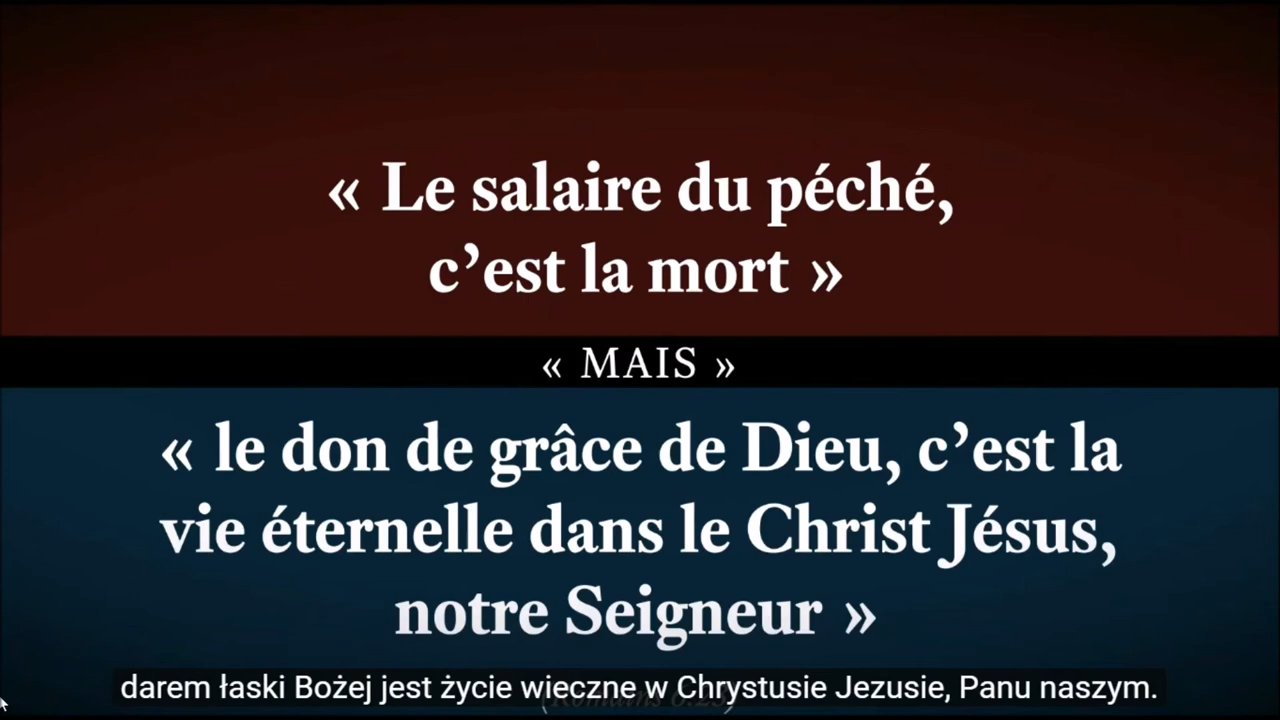 « Le salaire du péché,
c’est la mort »
« MAIS »
« le don de grâce de Dieu, c’est la
vie éternelle dans le Christ Jésus,
notre Seigneur »
darem łaski Bożej jest życie wieczne w Chrystusie Jezusie, Panu naszym.